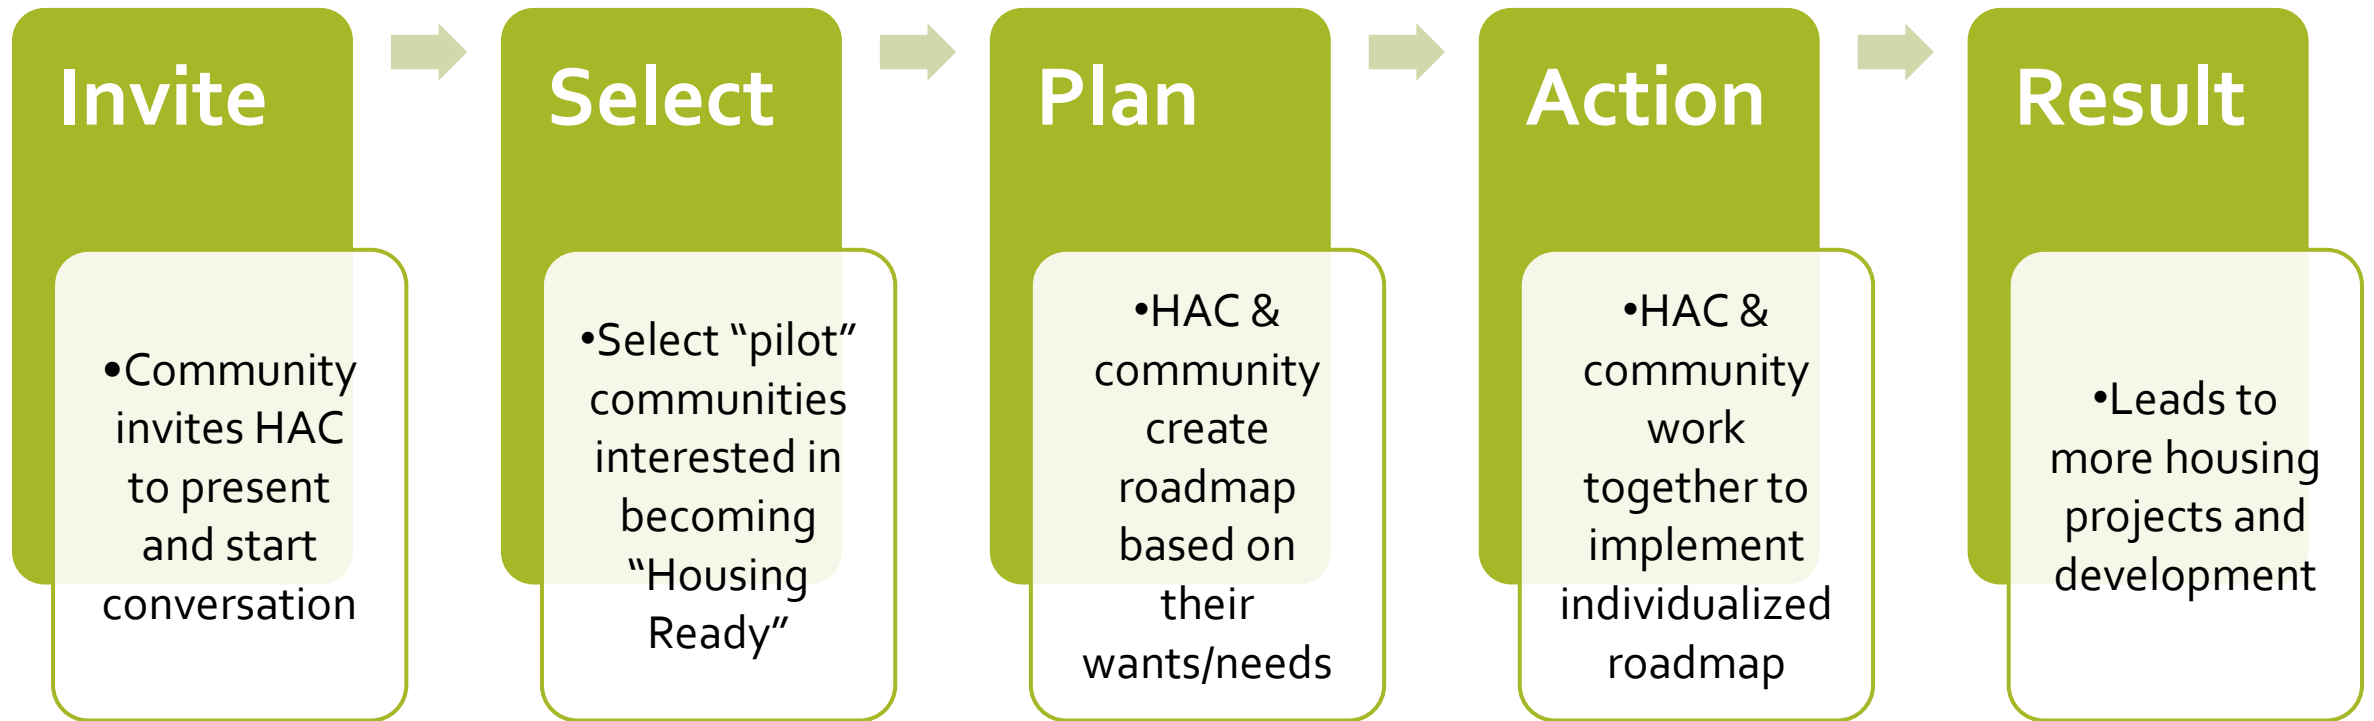 Invite
•Community
invites HAC
to present
and start
conversation
Select
•Select “pilot”
communities
interested in
becoming
“Housing
Ready”
Plan
•HAC &
community
create
roadmap
based on
their
wants/needs
Action
•HAC &
community
work
together to
implement
individualized
roadmap
Result
•Leads to
more housing
projects and
development